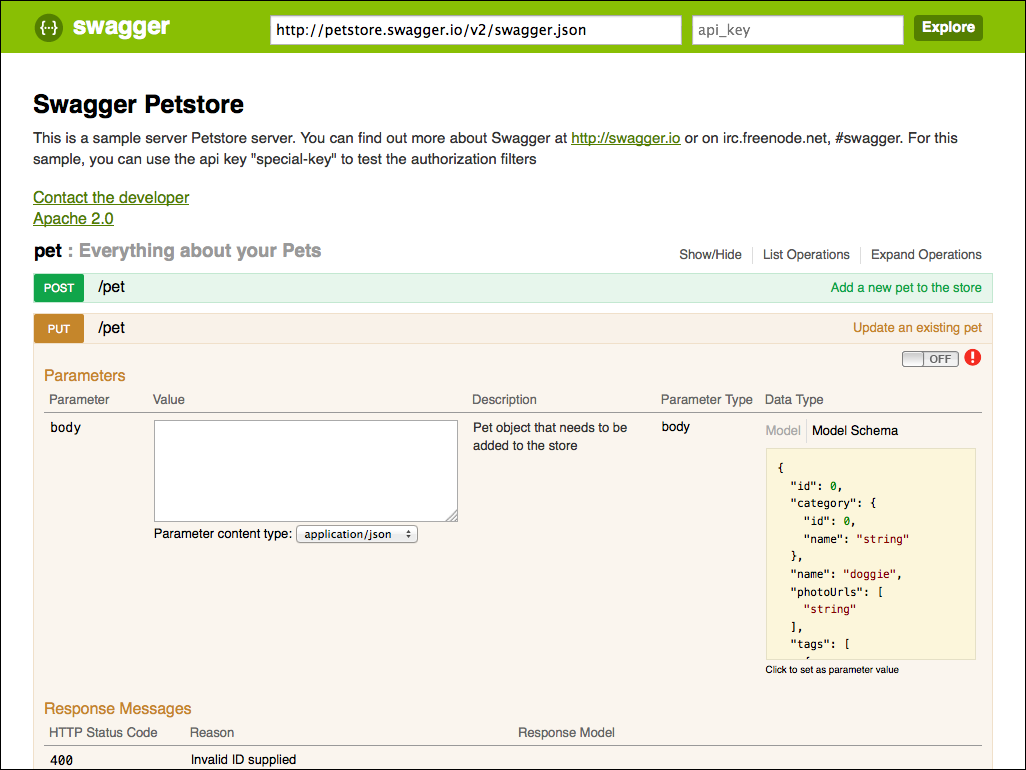 {··} swagger http://petstore.swagger.io/v2/swagger.json api_key Explore
Swagger Petstore
This is a sample server Petstore server. You can find out more about Swagger at http://swagger.io or on irc.freenode.net, #swagger. For this
sample, you can use the api key "special-key" to test the authorization filters
Contact the developer
Apache 2.0
pet : Everything about your Pets Show/Hide List Operations Expand Operations
POST /pet Add a new pet to the store
PUT /pet Update an existing pet
OFF !
Parameters
Parameter Value Description Parameter Type Data Type
body Pet object that needs to be body
added to the store
Model Model Schema
{
"id": 0,
"category": {
"id": 0,
"name": "string"
},
"name": "doggie",
"photoUrls": [
"string"
],
"tags": [
Parameter content type: application/json
Click to set as parameter value
Response Messages
HTTP Status Code Reason Response Model
400 Invalid ID supplied